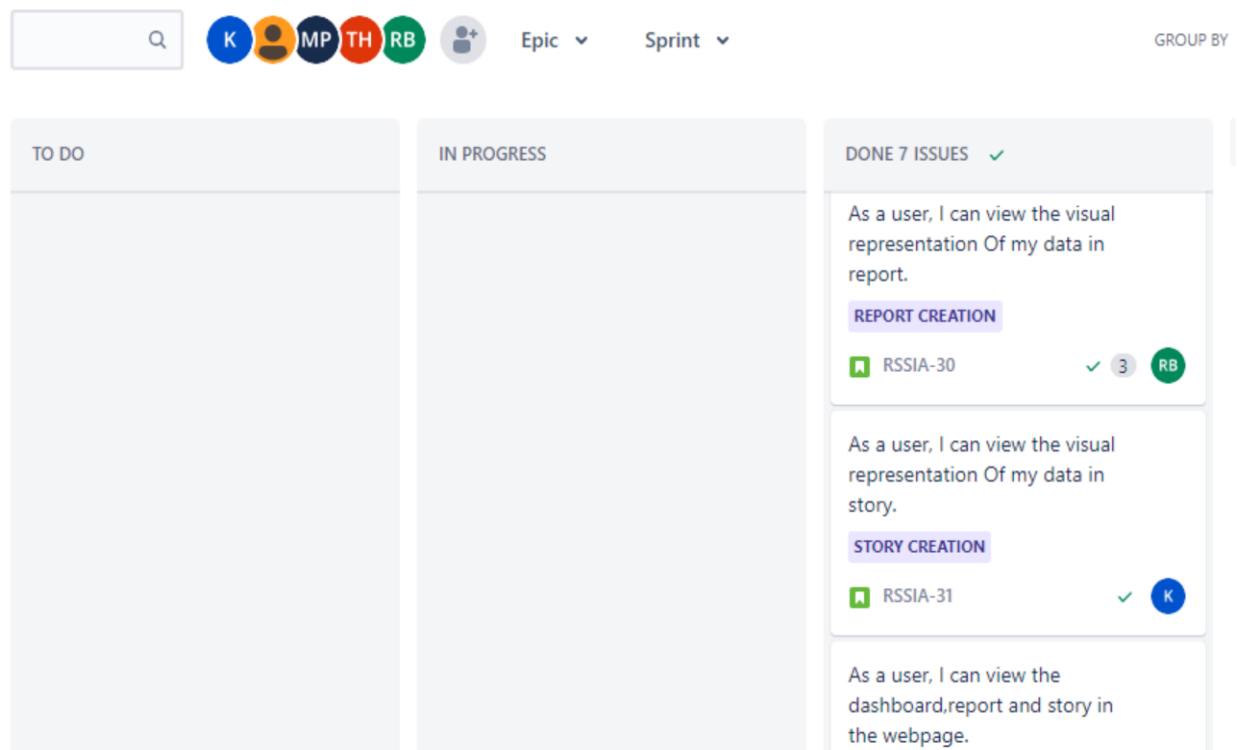 K MP TH RB Epic Sprint GROUP BY
TO DO
IN PROGRESS
DONE 7 ISSUES
As a user, I can view the visual
representation Of my data in
report.
REPORT CREATION
RSSIA-30 3 RB
As a user, I can view the visual
representation Of my data in
story.
STORY CREATION
RSSIA-31 K
As a user, I can view the
dashboard,report and story in
the webpage.